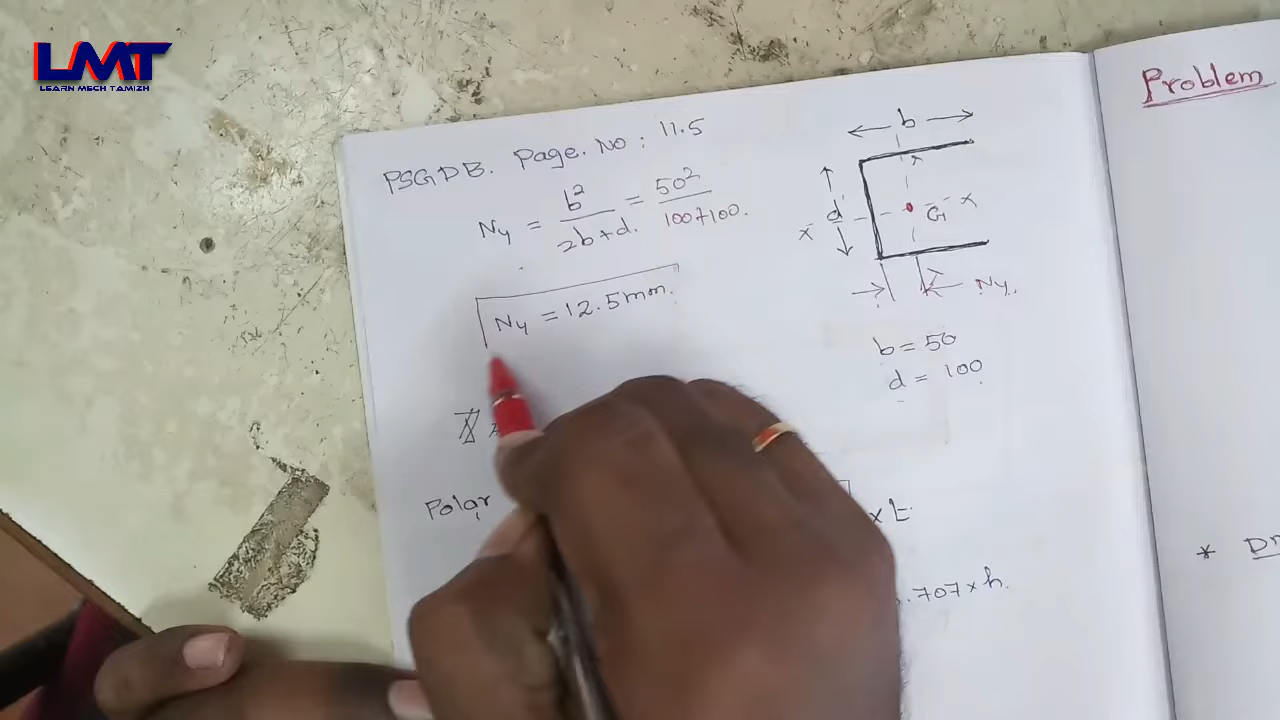 LMT
LEARN MECH TAMIZH
PSGDB. Page. No : 11.5
Ny = b² / 2b+d. = 50² / 100+100.
Ny = 12.5mm.
Polar
x t
.707 x h.
b
d
x
G x
Ny.
b = 50
d = 100
Problem
*